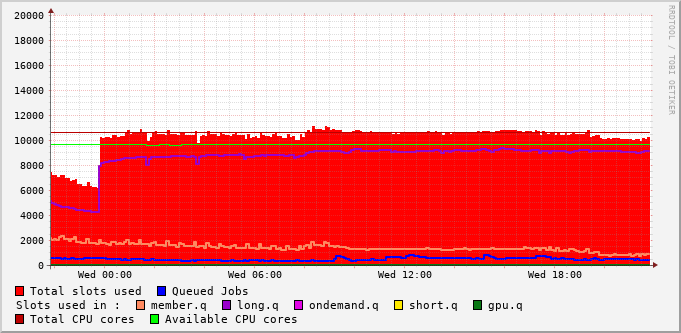 20000
18000
16000
14000
12000
10000
8000
6000
4000
2000
0
Wed 00:00 Wed 06:00 Wed 12:00 Wed 18:00
RRDTOOL / TOBI OETIKER
Total slots used Queued Jobs
Slots used in : member.q long.q ondemand.q short.q gpu.q
Total CPU cores Available CPU cores